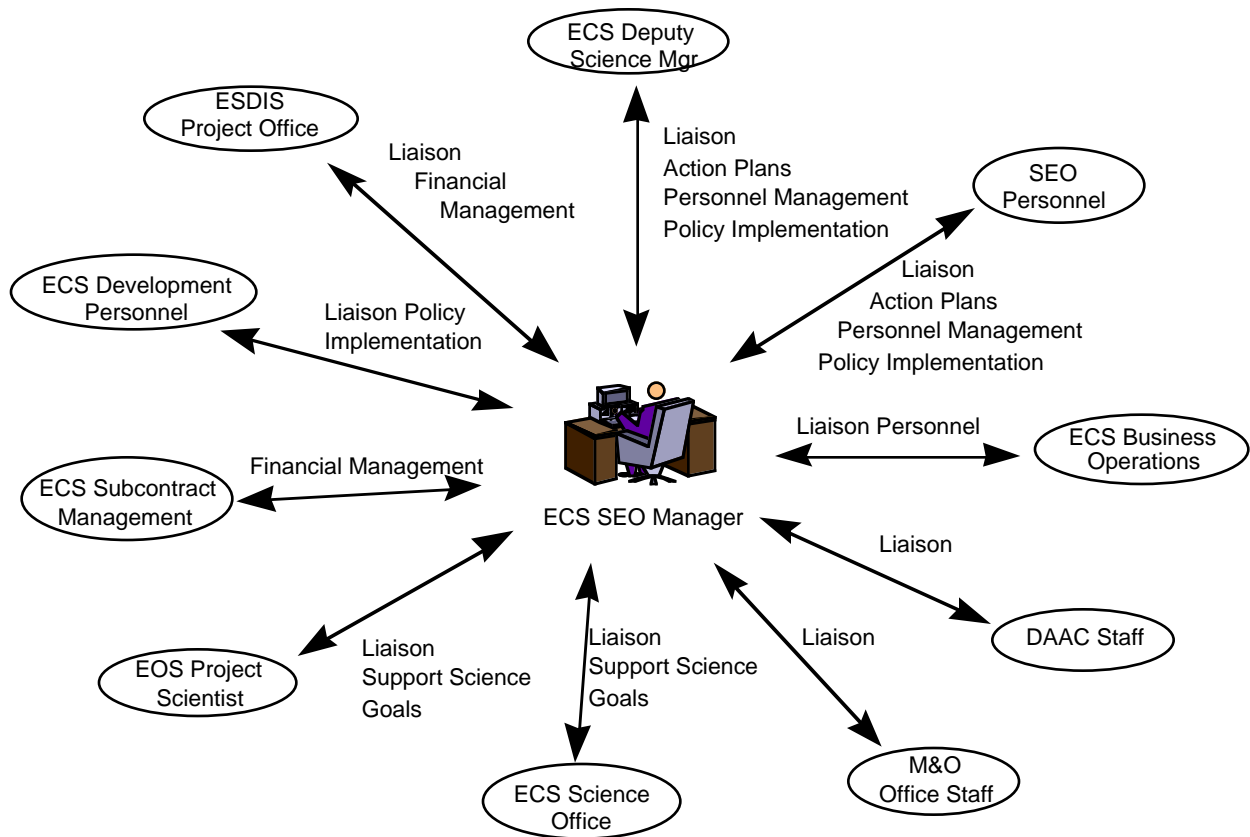 ECS Deputy
Science Mgr
ESDIS
Project Office
Liaison
Action Plans
Personnel Management
Policy Implementation
Liaison
Financial
Management
SEO
Personnel
ECS Development
Personnel
Liaison Policy
Implementation
Liaison
Action Plans
Personnel Management
Policy Implementation
Liaison Personnel
ECS Business
Operations
Financial Management
ECS Subcontract
Management
ECS SEO Manager
Liaison
DAAC Staff
EOS Project
Scientist
Liaison
Support Science
Goals
Liaison
Support Science
Goals
Liaison
M&O
Office Staff
ECS Science
Office